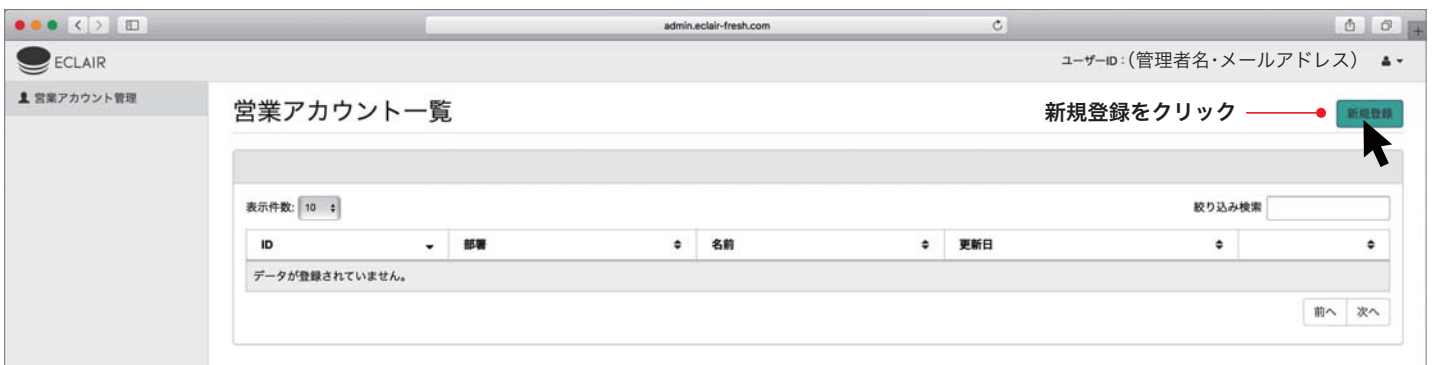 admin.eclair-fresh.com
ECLAIR
ユーザーID：(管理者名・メールアドレス)
営業アカウント管理
営業アカウント一覧
新規登録をクリック
新規登録
表示件数: 10
絞り込み検索
ID 部署 名前 更新日
データが登録されていません。
前へ 次へ